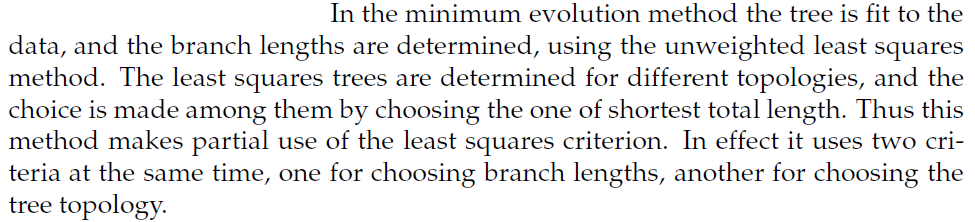 In the minimum evolution method the tree is fit to the
data, and the branch lengths are determined, using the unweighted least squares
method. The least squares trees are determined for different topologies, and the
choice is made among them by choosing the one of shortest total length. Thus this
method makes partial use of the least squares criterion. In effect it uses two cri-
teria at the same time, one for choosing branch lengths, another for choosing the
tree topology.